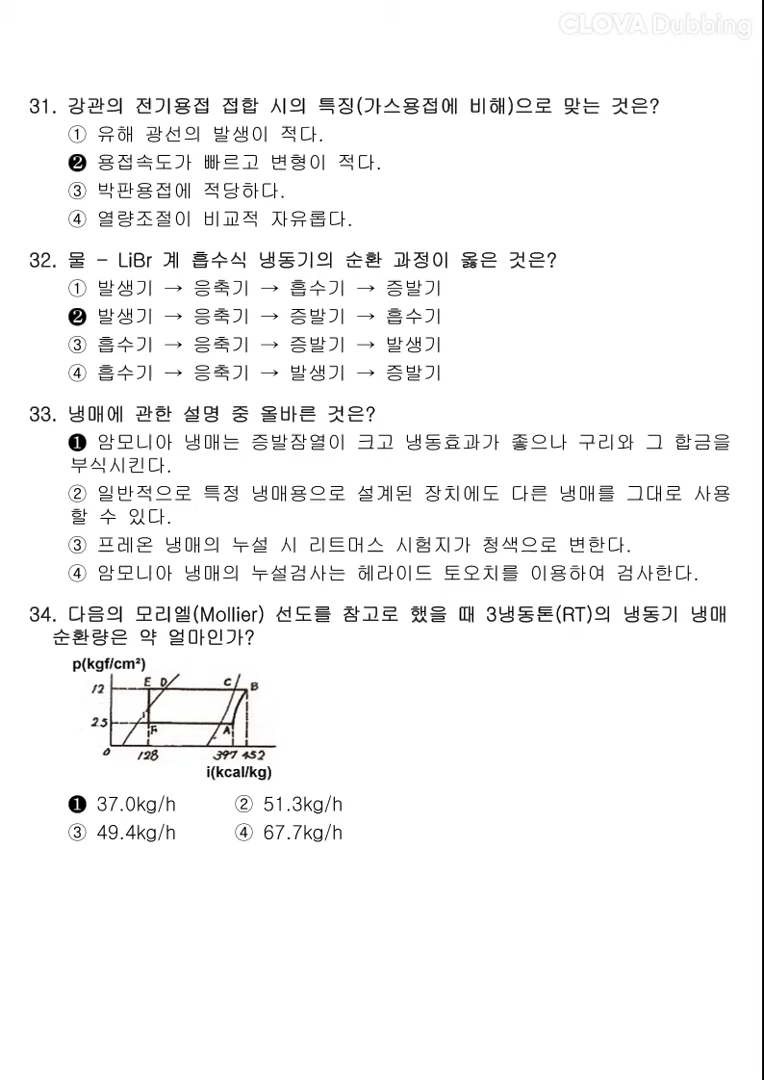 CLOVA Dubbing
31. 강관의 전기용접 접합 시의 특징(가스용접에 비해)으로 맞는 것은?
① 유해 광선의 발생이 적다.
❷ 용접속도가 빠르고 변형이 적다.
③ 박판용접에 적당하다.
④ 열량조절이 비교적 자유롭다.
32. 물 - LiBr 계 흡수식 냉동기의 순환 과정이 옳은 것은?
① 발생기 → 응축기 → 흡수기 → 증발기
❷ 발생기 → 응축기 → 증발기 → 흡수기
③ 흡수기 → 응축기 → 증발기 → 발생기
④ 흡수기 → 응축기 → 발생기 → 증발기
33. 냉매에 관한 설명 중 올바른 것은?
❶ 암모니아 냉매는 증발잠열이 크고 냉동효과가 좋으나 구리와 그 합금을
부식시킨다.
② 일반적으로 특정 냉매용으로 설계된 장치에도 다른 냉매를 그대로 사용
할 수 있다.
③ 프레온 냉매의 누설 시 리트머스 시험지가 청색으로 변한다.
④ 암모니아 냉매의 누설검사는 헤라이드 토오치를 이용하여 검사한다.
34. 다음의 모리엘(Mollier) 선도를 참고로 했을 때 3냉동톤(RT)의 냉동기 냉매
순환량은 약 얼마인가?
p(kgf/cm²)
12 E D C B
2.5 F A
0 128 397 452
i(kcal/kg)
❶ 37.0kg/h ② 51.3kg/h
③ 49.4kg/h ④ 67.7kg/h